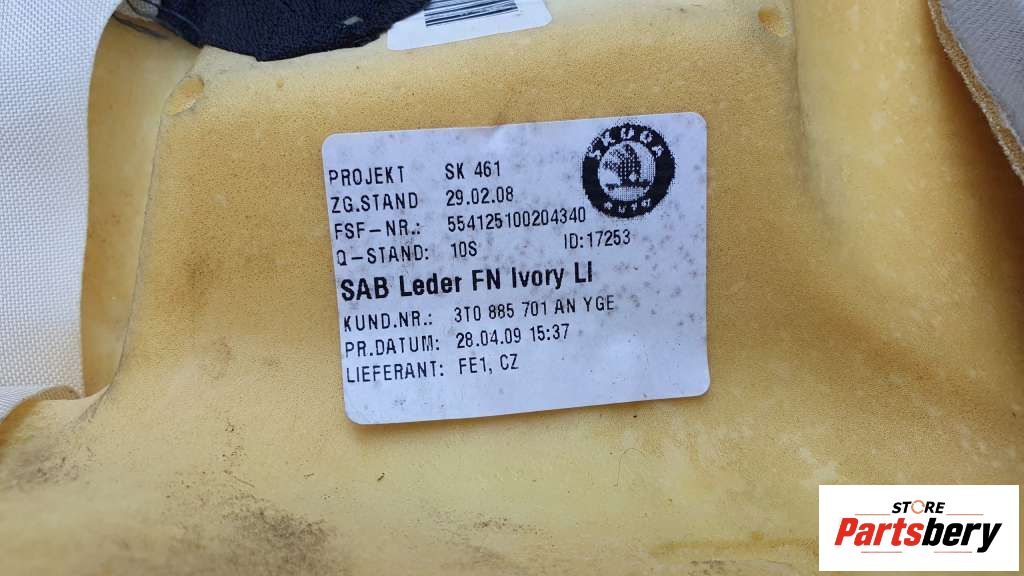 PROJEKT SK 461
ZG.STAND 29.02.08
FSF-NR.: 554125100204340
Q-STAND: 10S ID:17253
SAB Leder FN Ivory LI
KUND.NR.: 3T0 885 701 AN YGE
PR.DATUM: 28.04.09 15:37
LIEFERANT: FE1, CZ
SKODA
AUTO
STORE
Partsbery